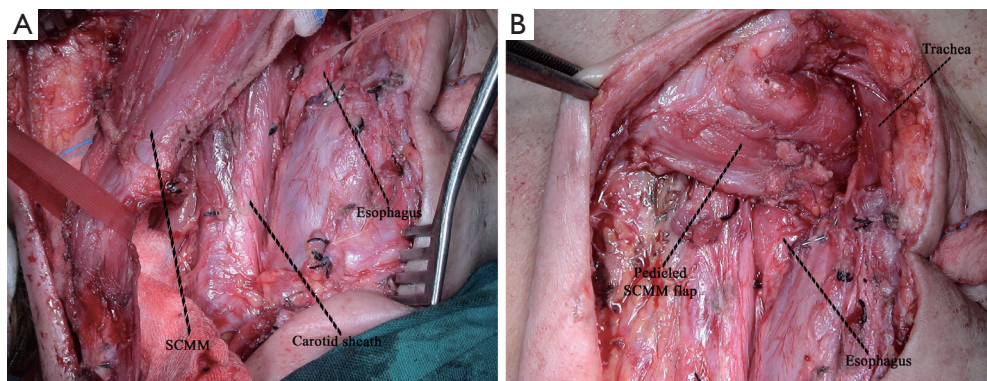 A
Esophagus
SCMM
Carotid sheath
B
Trachea
Pedicled
SCMM flap
Esophagus